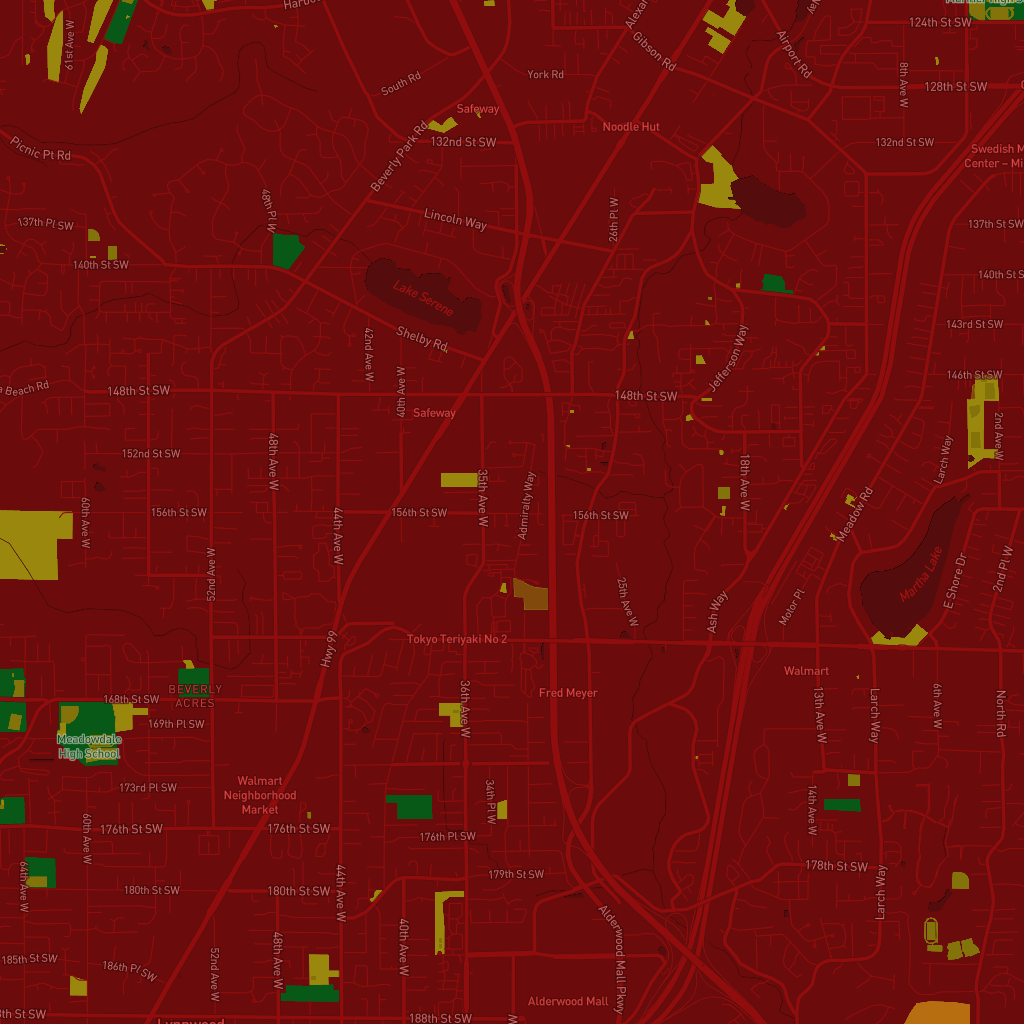 Harbo
61st Ave W
Alexan
Gibson Rd
Airport Rd
124th St SW
8th Ave W
128th St SW
South Rd
York Rd
Safeway
Noodle Hut
Picnic Pt Rd
Beverly Park Rd
132nd St SW
132nd St SW
Swedish M
Center – Mi
48th Pl W
137th Pl SW
Lincoln Way
26th Pl W
137th St SW
140th St SW
140th St SW
Lake Serene
Shelby Rd
42nd Ave W
143rd St SW
Jefferson Way
40th Ave W
146th St SW
a Beach Rd
148th St SW
148th St SW
Safeway
2nd Ave W
48th Ave W
152nd St SW
18th Ave W
Larch Way
35th Ave W
Admiralty Way
60th Ave W
156th St SW
44th Ave W
156th St SW
156th St SW
Meadow Rd
52nd Ave W
Martha Lake
E Shore Dr
2nd Pl W
25th Ave W
Ash Way
Motor Pl
Hwy 99
Tokyo Teriyaki No 2
Walmart
BEVERLY
ACRES
168th St SW
Fred Meyer
13th Ave W
Larch Way
6th Ave W
North Rd
36th Ave W
169th Pl SW
Meadowdale
High School
173rd Pl SW
Walmart
Neighborhood
Market
34th Pl W
14th Ave W
60th Ave W
176th St SW
176th St SW
176th Pl SW
178th St SW
64th Ave W
180th St SW
180th St SW
179th St SW
44th Ave W
Larch Way
48th Ave W
40th Ave W
Alderwood Mall Pkwy
185th St SW
186th Pl SW
52nd Ave W
Alderwood Mall
Lynnwood
188th St SW